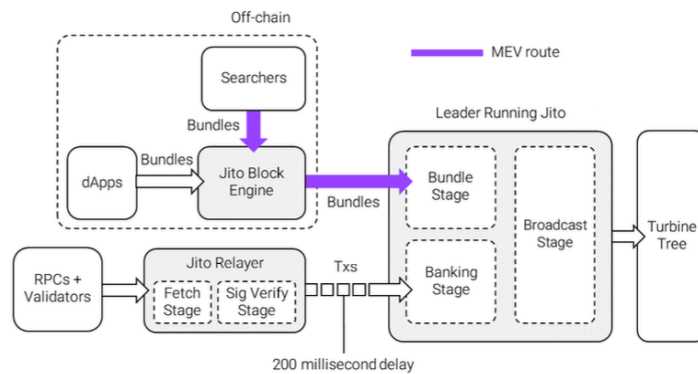 Off-chain
MEV route
Searchers
Bundles
Leader Running Jito
dApps
Bundles
Jito Block
Engine
Bundles
Bundle
Stage
Broadcast
Stage
Turbine
Tree
RPCs +
Validators
Jito Relayer
Fetch
Stage
Sig Verify
Stage
Txs
Banking
Stage
200 millisecond delay